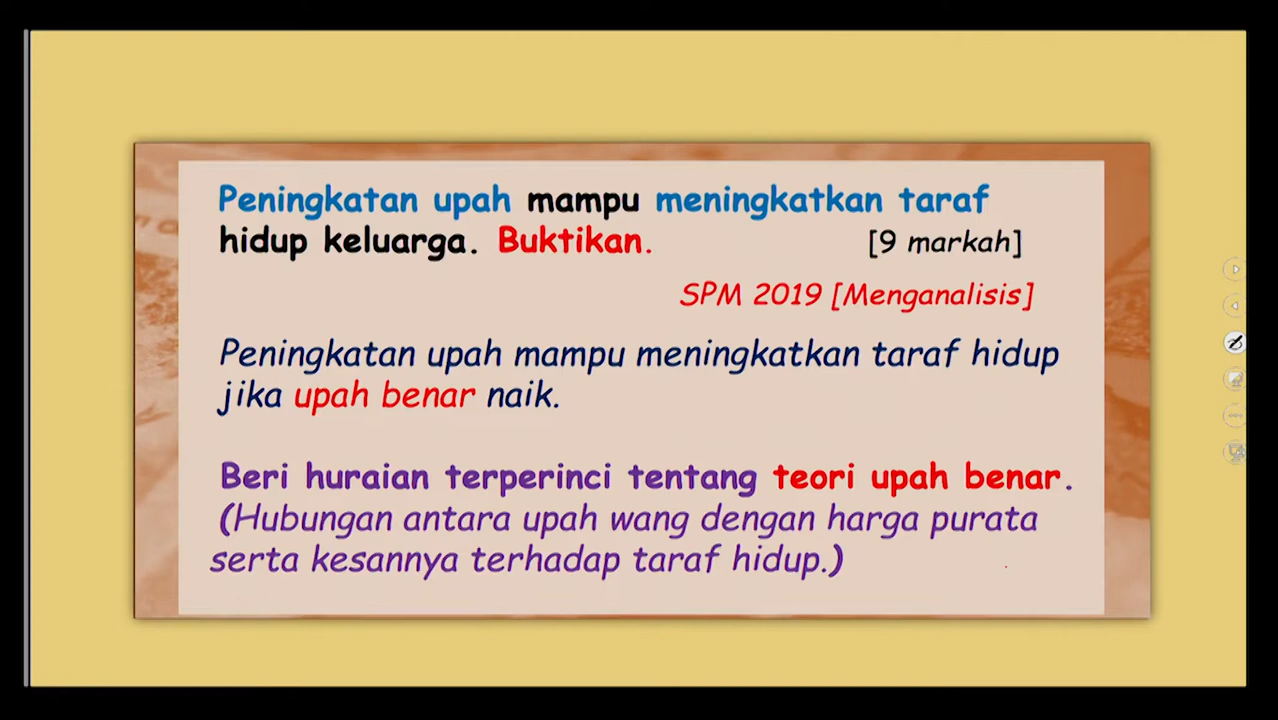 Peningkatan upah mampu meningkatkan taraf
hidup keluarga. Buktikan. [9 markah]
SPM 2019 [Menganalisis]
Peningkatan upah mampu meningkatkan taraf hidup
jika upah benar naik.
Beri huraian terperinci tentang teori upah benar.
(Hubungan antara upah wang dengan harga purata
serta kesannya terhadap taraf hidup.)